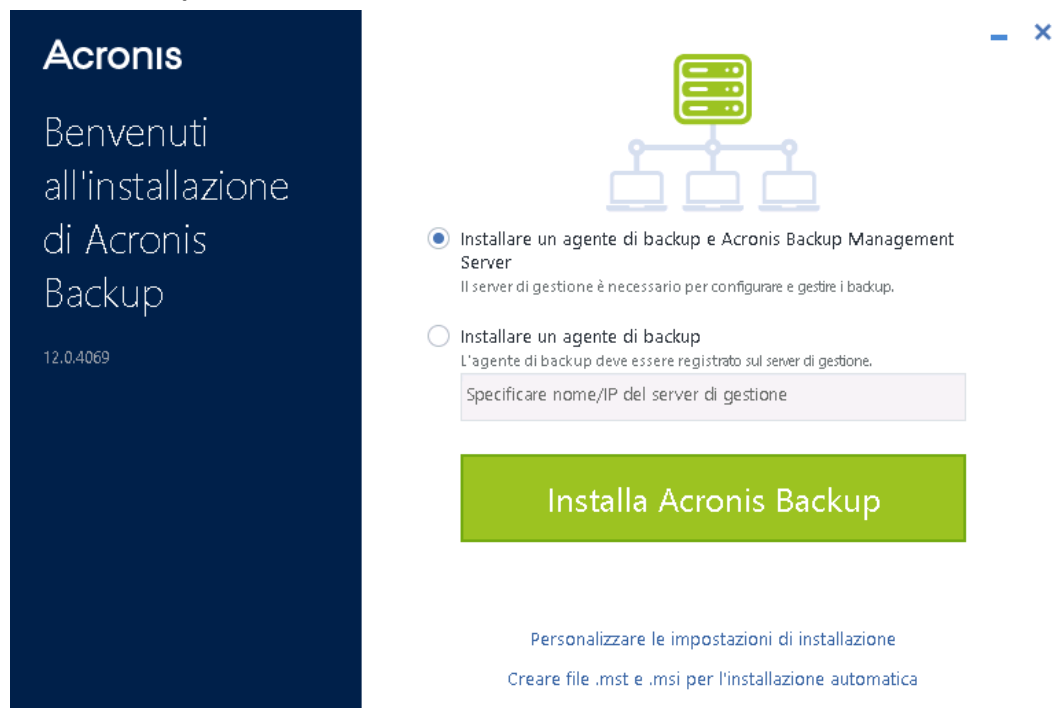 Acronis
Benvenuti
all'installazione
di Acronis
Backup
12.0.4069
Installare un agente di backup e Acronis Backup Management
Server
Il server di gestione è necessario per configurare e gestire i backup.
Installare un agente di backup
L'agente di backup deve essere registrato sul server di gestione.
Specificare nome/IP del server di gestione
Installa Acronis Backup
Personalizzare le impostazioni di installazione
Creare file .mst e .msi per l'installazione automatica